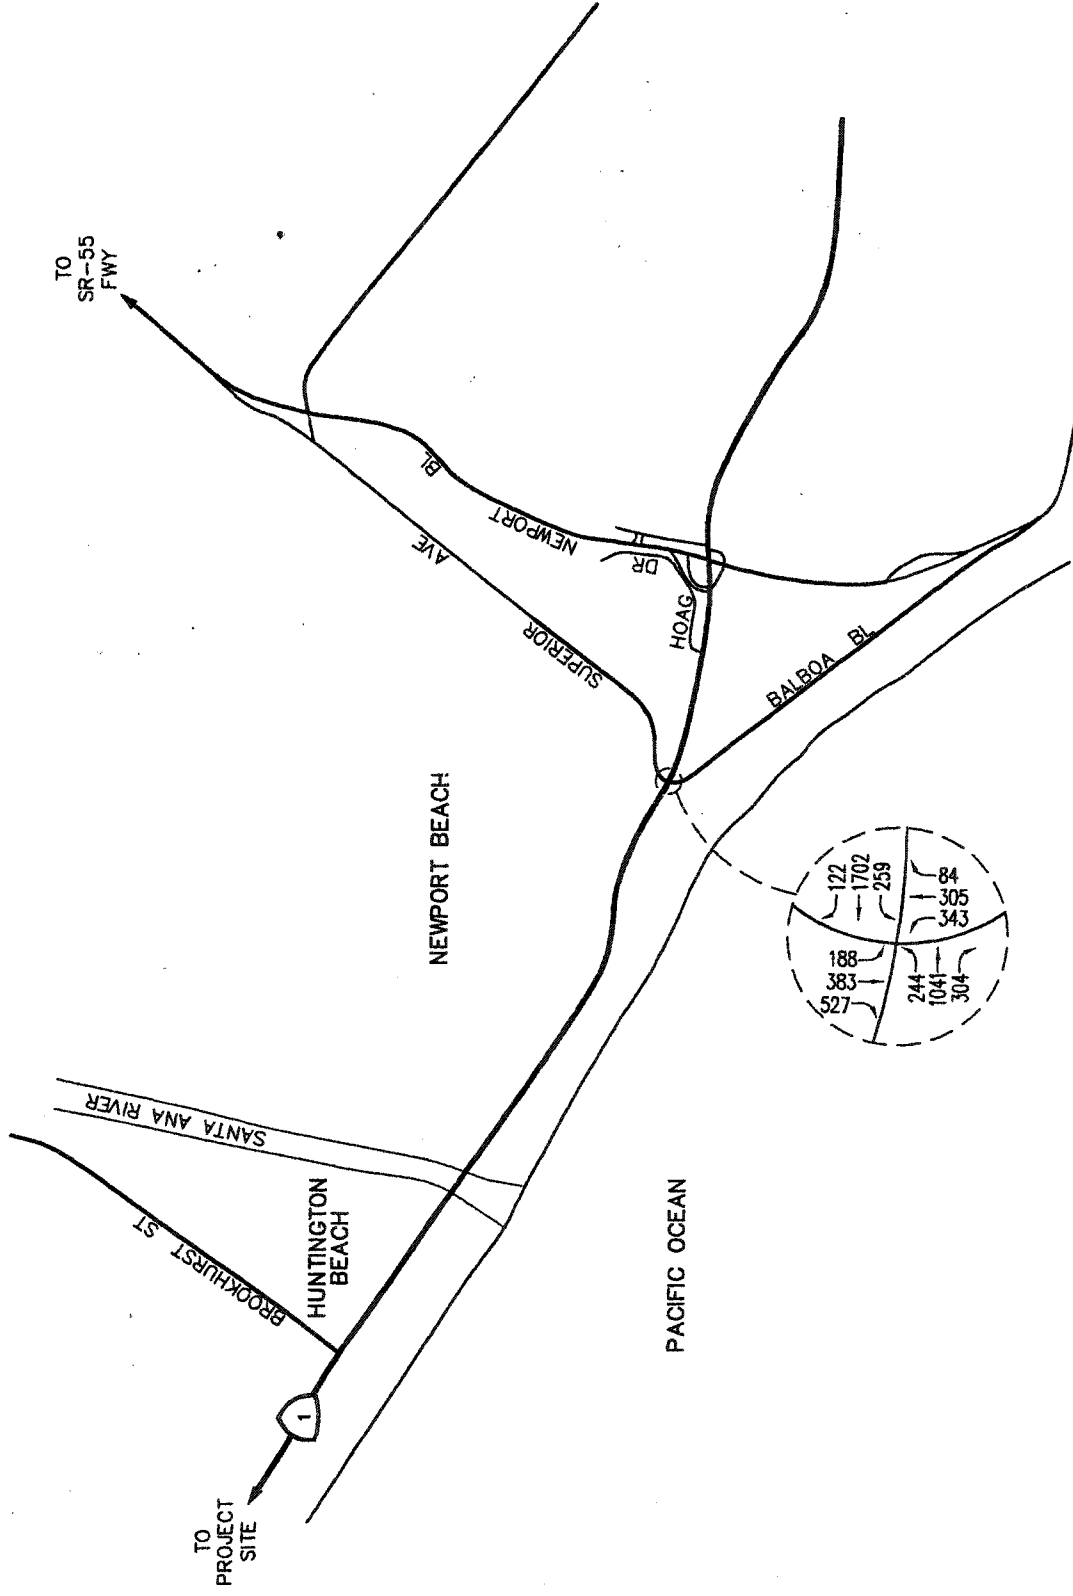 TO
SR-55
FWY
BL
NEWPORT
AVE
SUPERIOR
DR
HOAG
BALBOA BL
NEWPORT BEACH
122
1702
259
84
305
343
188
383
527
244
1041
304
SANTA ANA RIVER
BROOKHURST ST
HUNTINGTON
BEACH
PACIFIC OCEAN
1
TO
PROJECT
SITE